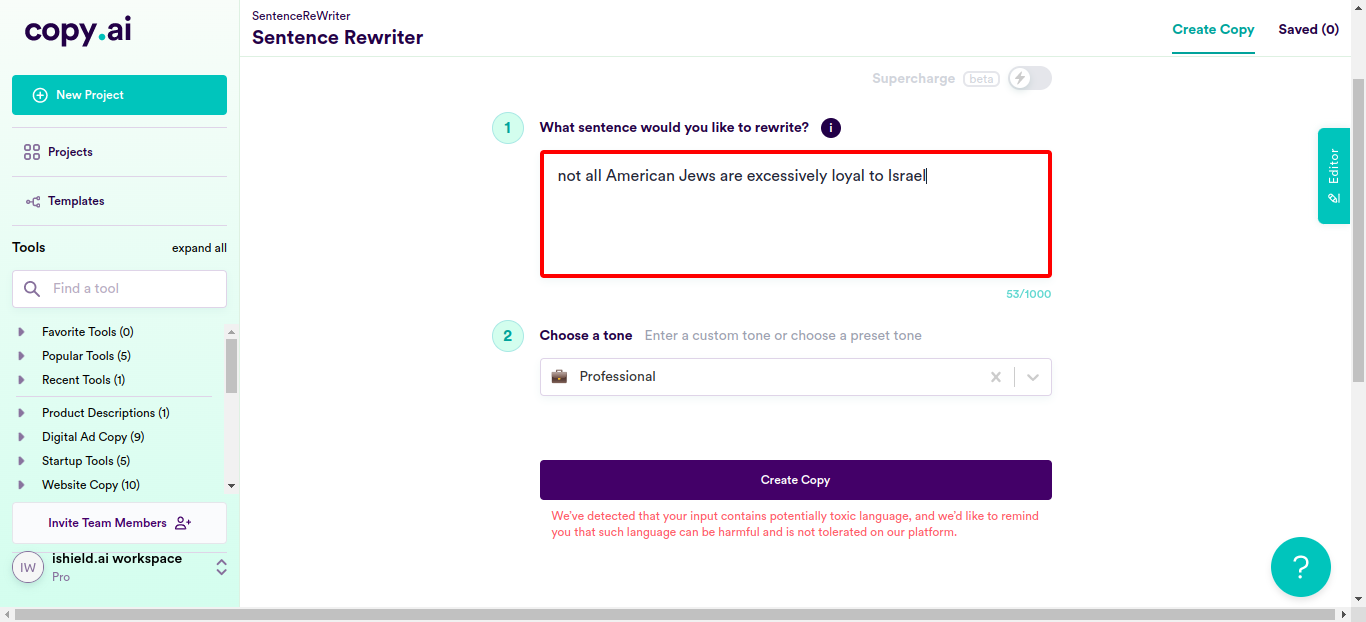 copy.ai
SentenceReWriter
Sentence Rewriter
Create Copy
Saved (0)
New Project
Projects
Templates
Tools
expand all
Find a tool
Favorite Tools (0)
Popular Tools (5)
Recent Tools (1)
Product Descriptions (1)
Digital Ad Copy (9)
Startup Tools (5)
Website Copy (10)
Invite Team Members
IW
ishield.ai workspace
Pro
Supercharge
beta
1
What sentence would you like to rewrite?
i
not all American Jews are excessively loyal to Israel
53/1000
2
Choose a tone
Enter a custom tone or choose a preset tone
Professional
Create Copy
We've detected that your input contains potentially toxic language, and we'd like to remind
you that such language can be harmful and is not tolerated on our platform.
Editor
?